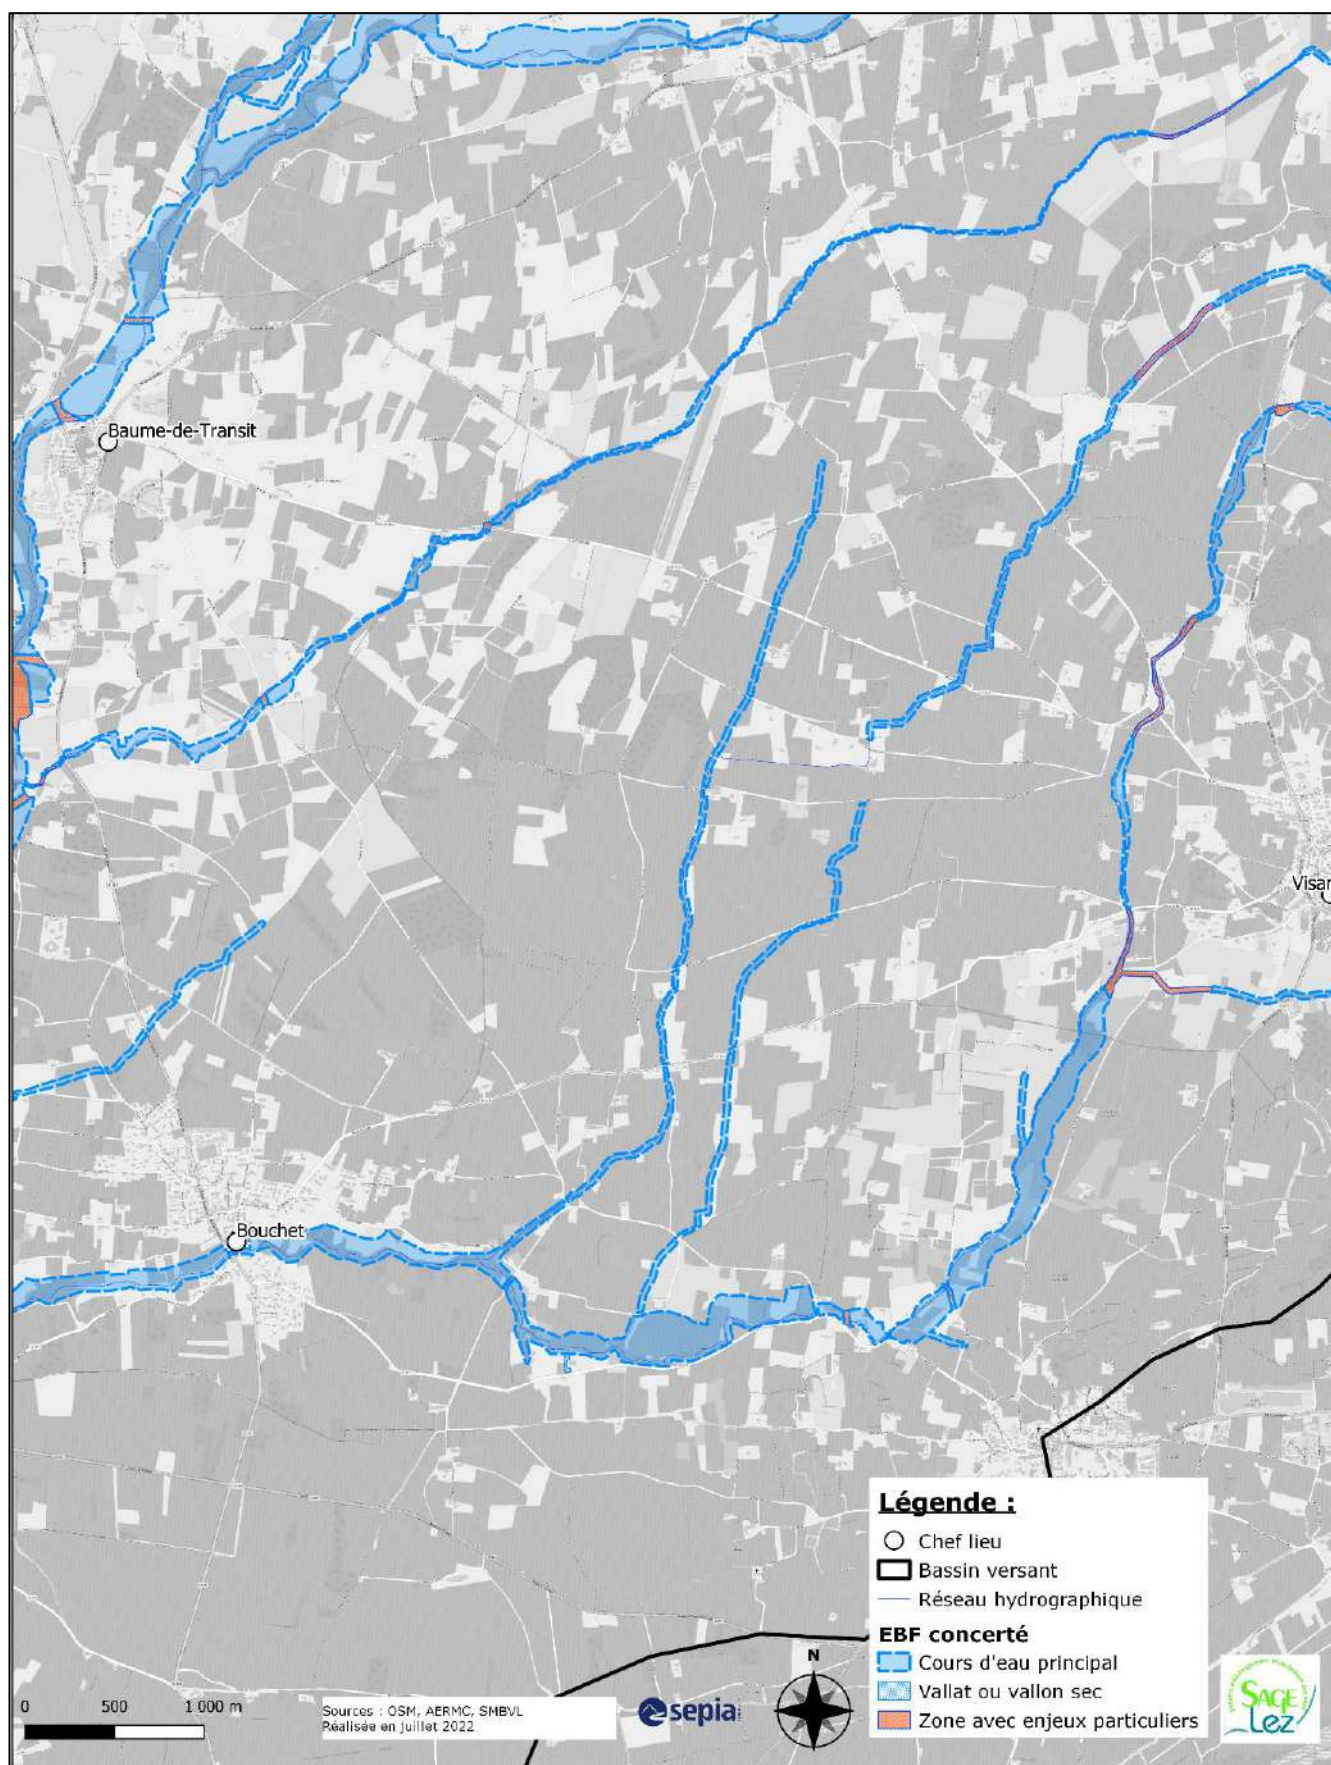 Baume-de-Transit
Visan
Bouchet
Légende :
Chef lieu
Bassin versant
Réseau hydrographique
EBF concerté
Cours d'eau principal
Vallat ou vallon sec
Zone avec enjeux particuliers
N
0 500 1 000 m
Sources : OSM, AERMC, SMBVL
Réalisée en juillet 2022
sepia
SAGE
Lez